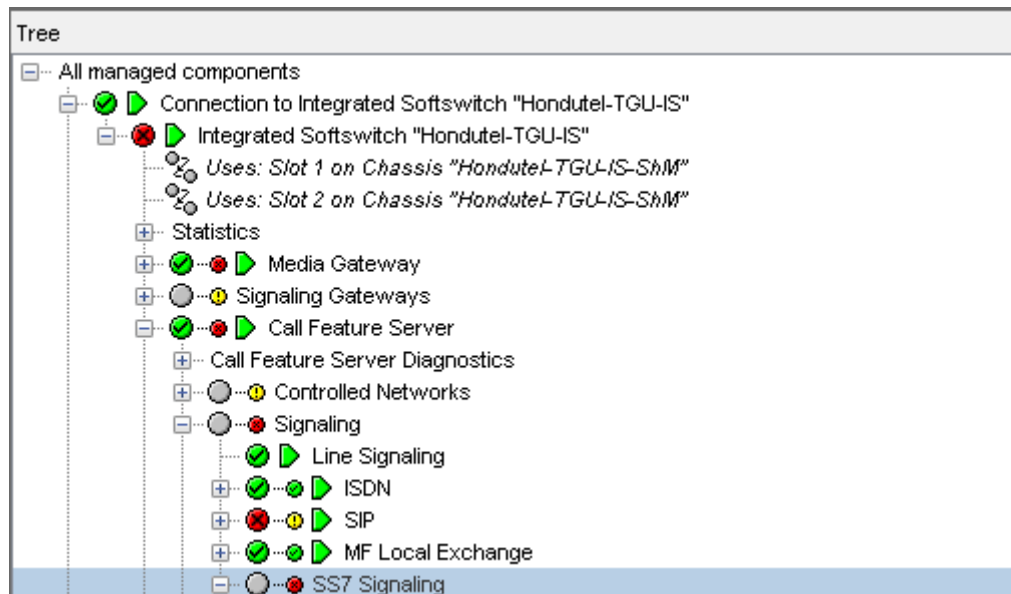 Tree
All managed components
Connection to Integrated Softswitch "Hondutel-TGU-IS"
Integrated Softswitch "Hondutel-TGU-IS"
Uses: Slot 1 on Chassis "Hondutel-TGU-IS-ShM"
Uses: Slot 2 on Chassis "Hondutel-TGU-IS-ShM"
Statistics
Media Gateway
Signaling Gateways
Call Feature Server
Call Feature Server Diagnostics
Controlled Networks
Signaling
Line Signaling
ISDN
SIP
MF Local Exchange
SS7 Signaling